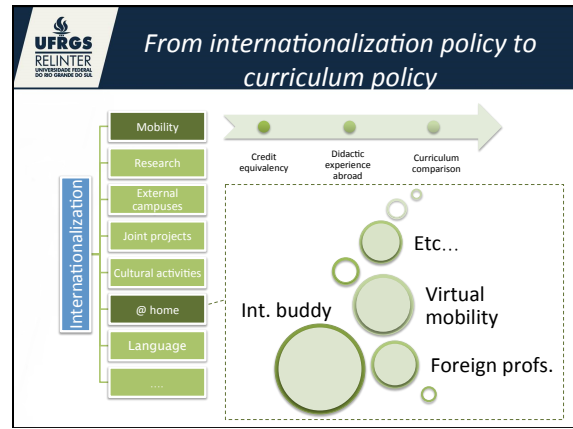 UFRGS
RELINTER
UNIVERSIDADE FEDERAL
DO RIO GRANDE DO SUL
From internationalization policy to
curriculum policy
Internationalization
Mobility
Research
External
campuses
Joint projects
Cultural activities
@ home
Language
....
Credit
equivalency
Didactic
experience
abroad
Curriculum
comparison
Etc...
Int. buddy
Virtual
mobility
Foreign profs.